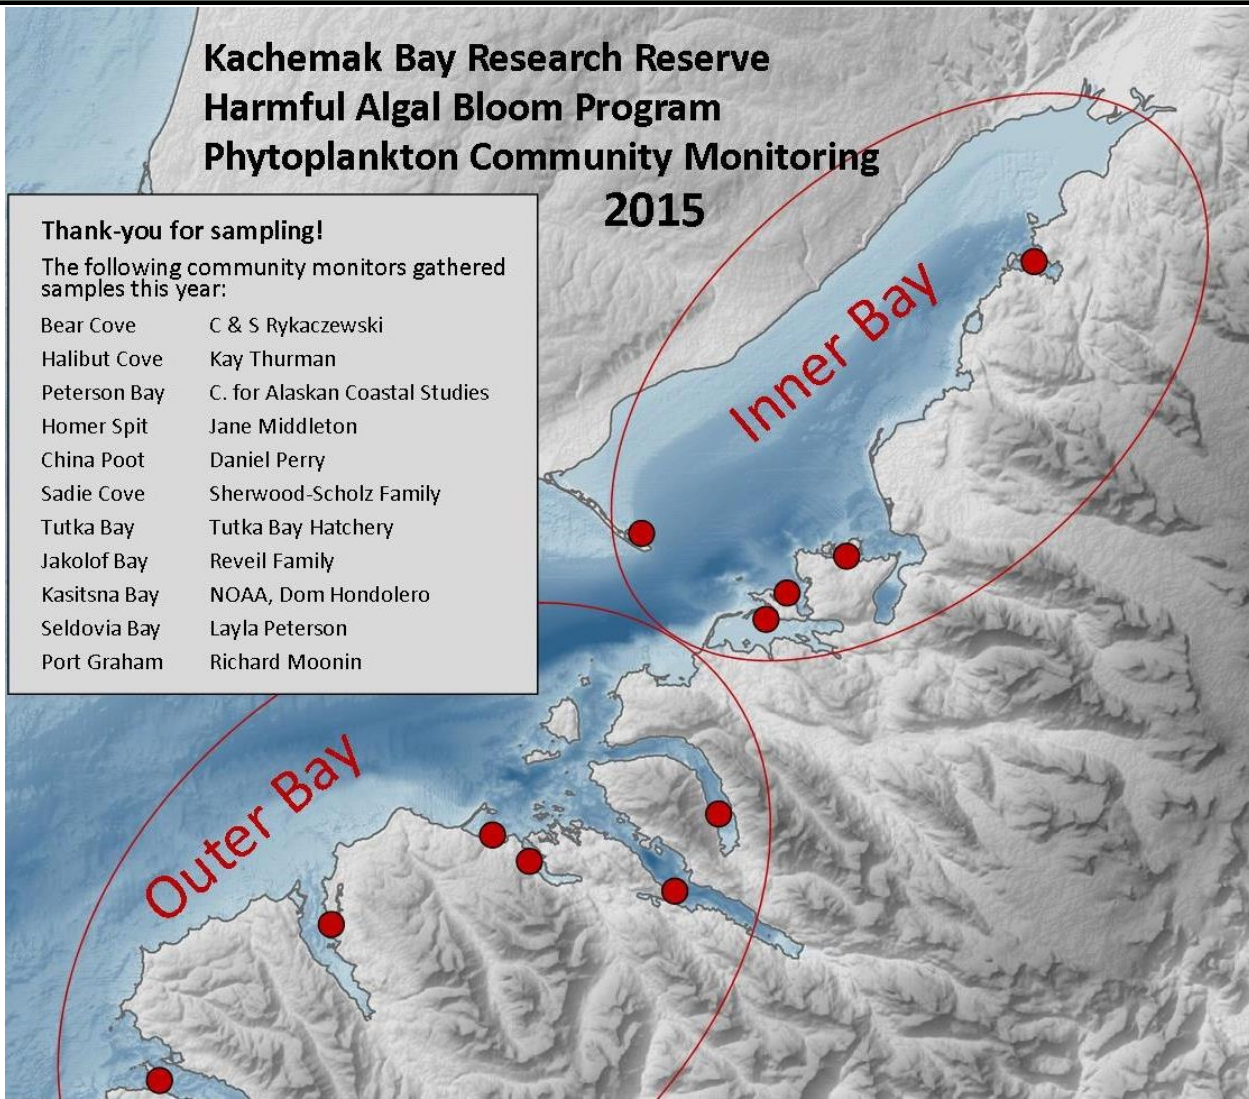 Kachemak Bay Research Reserve
Harmful Algal Bloom Program
Phytoplankton Community Monitoring
2015
Thank-you for sampling!
The following community monitors gathered
samples this year:
Bear Cove C & S Rykaczewski
Halibut Cove Kay Thurman
Peterson Bay C. for Alaskan Coastal Studies
Homer Spit Jane Middleton
China Poot Daniel Perry
Sadie Cove Sherwood-Scholz Family
Tutka Bay Tutka Bay Hatchery
Jakolof Bay Reveil Family
Kasitsna Bay NOAA, Dom Hondolero
Seldovia Bay Layla Peterson
Port Graham Richard Moonin
Inner Bay
Outer Bay